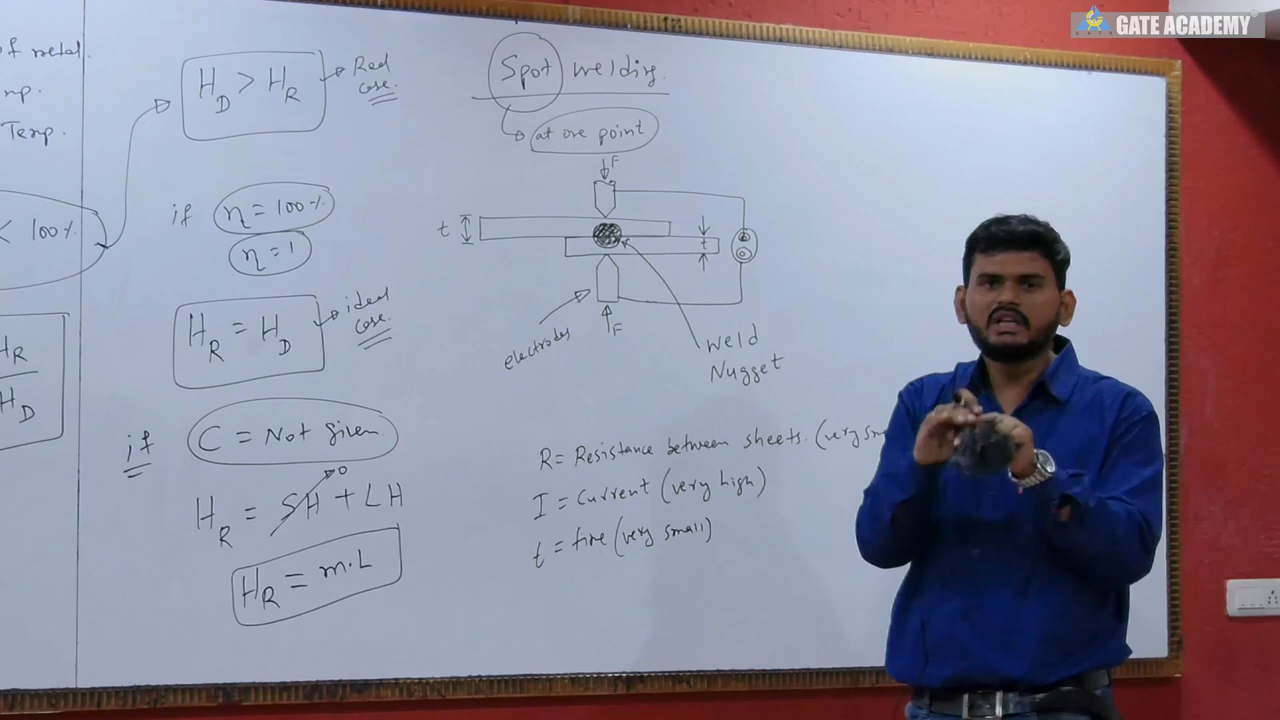 GATE ACADEMY
of metal.
mp.
Temp.
< 100%
HR
HD
HD > HR
Real case.
if η = 100%
η = 1
HR = HD
ideal case.
if
C = Not given
HR = SH + LH
0
HR = m.L
Spot welding.
at one point
F
t
t
F
electrodes
Weld Nugget
R = Resistance between sheets. (very sm
I = Current (very high)
t = time (very small)